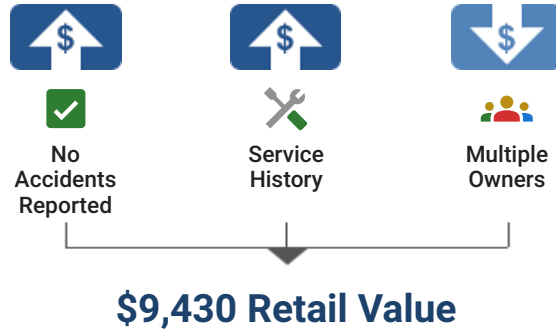 $ $ $
No Accidents Reported
Service History
Multiple Owners
$9,430 Retail Value